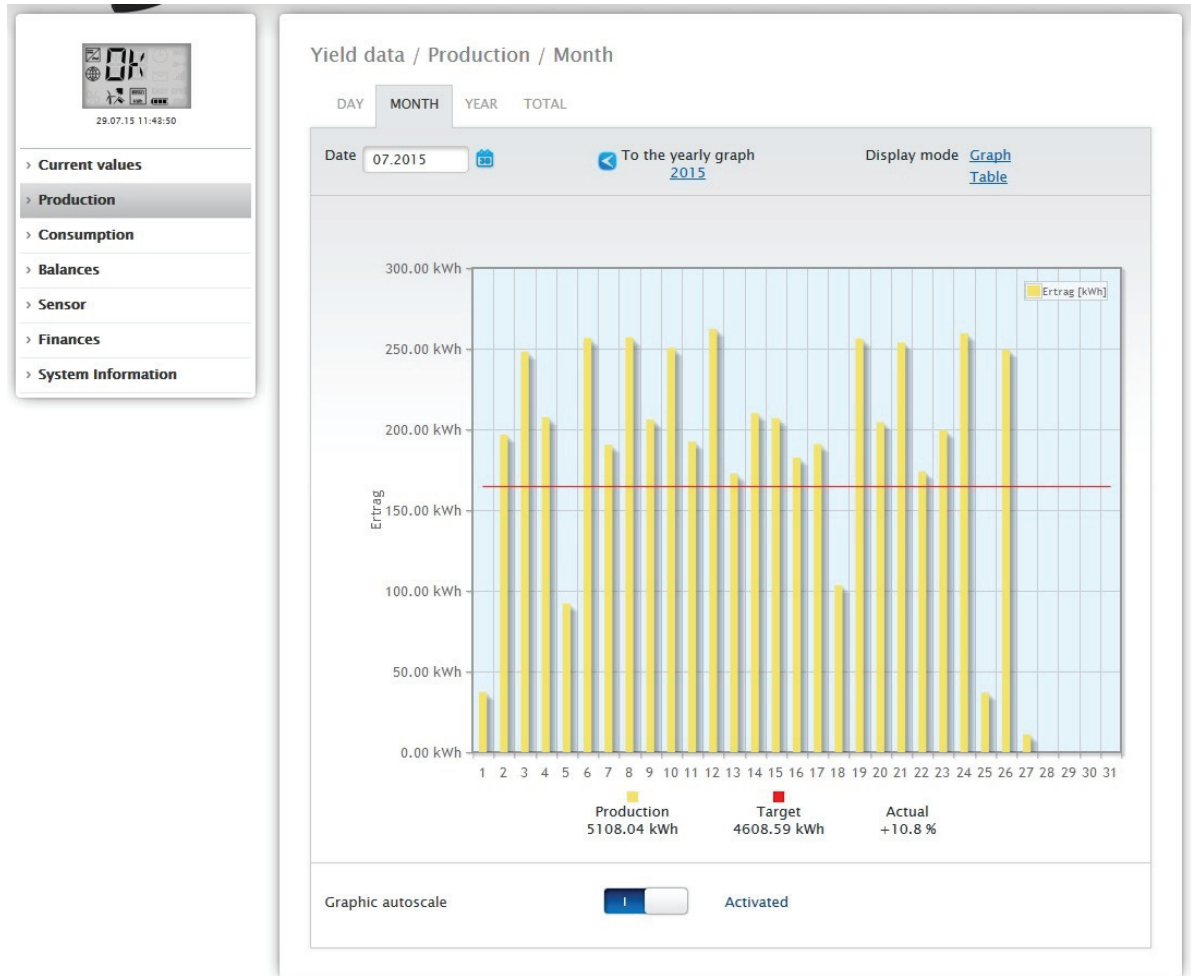 OK
29.07.15 11:43:50
Current values
Production
Consumption
Balances
Sensor
Finances
System Information
Yield data / Production / Month
DAY MONTH YEAR TOTAL
Date 07.2015 30 To the yearly graph Display mode Graph
2015 Table
300.00 kWh
Ertrag [kWh]
250.00 kWh
200.00 kWh
Ertrag
150.00 kWh
100.00 kWh
50.00 kWh
0.00 kWh
1 2 3 4 5 6 7 8 9 10 11 12 13 14 15 16 17 18 19 20 21 22 23 24 25 26 27 28 29 30 31
Production Target Actual
5108.04 kWh 4608.59 kWh +10.8 %
Graphic autoscale I Activated